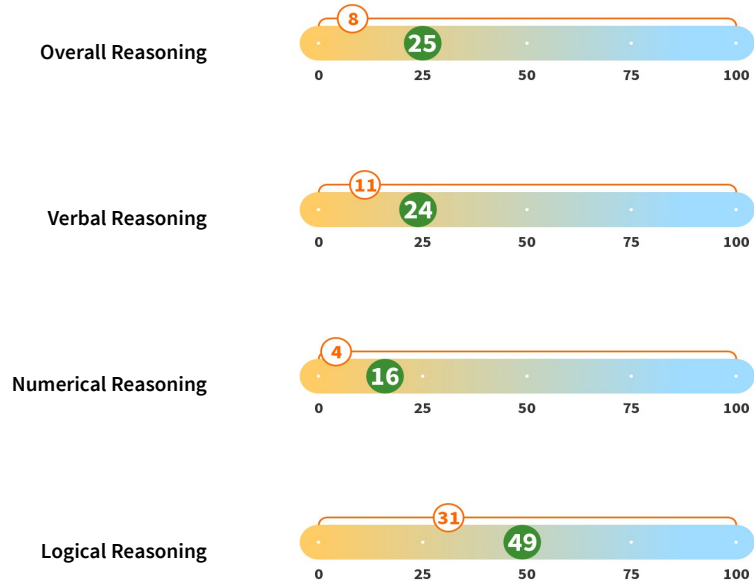 8
Overall Reasoning 25
0 25 50 75 100
11
Verbal Reasoning 24
0 25 50 75 100
4
Numerical Reasoning 16
0 25 50 75 100
31
Logical Reasoning 49
0 25 50 75 100